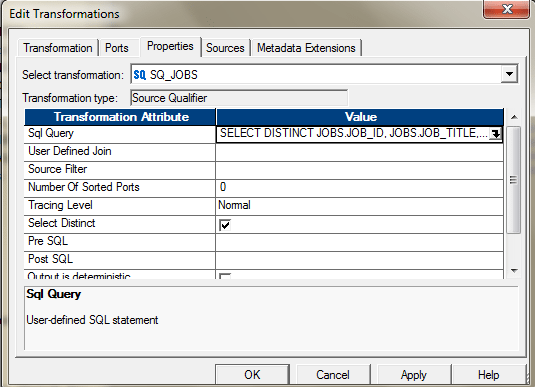 Edit Transformations
Transformation Ports Properties Sources Metadata Extensions
Select transformation: SQ SQ_JOBS
Transformation type: Source Qualifier
Transformation Attribute Value
Sql Query SELECT DISTINCT JOBS.JOB_ID, JOBS.JOB_TITLE,...
User Defined Join
Source Filter
Number Of Sorted Ports 0
Tracing Level Normal
Select Distinct
Pre SQL
Post SQL
Output is deterministic
Sql Query
User-defined SQL statement
OK Cancel Apply Help